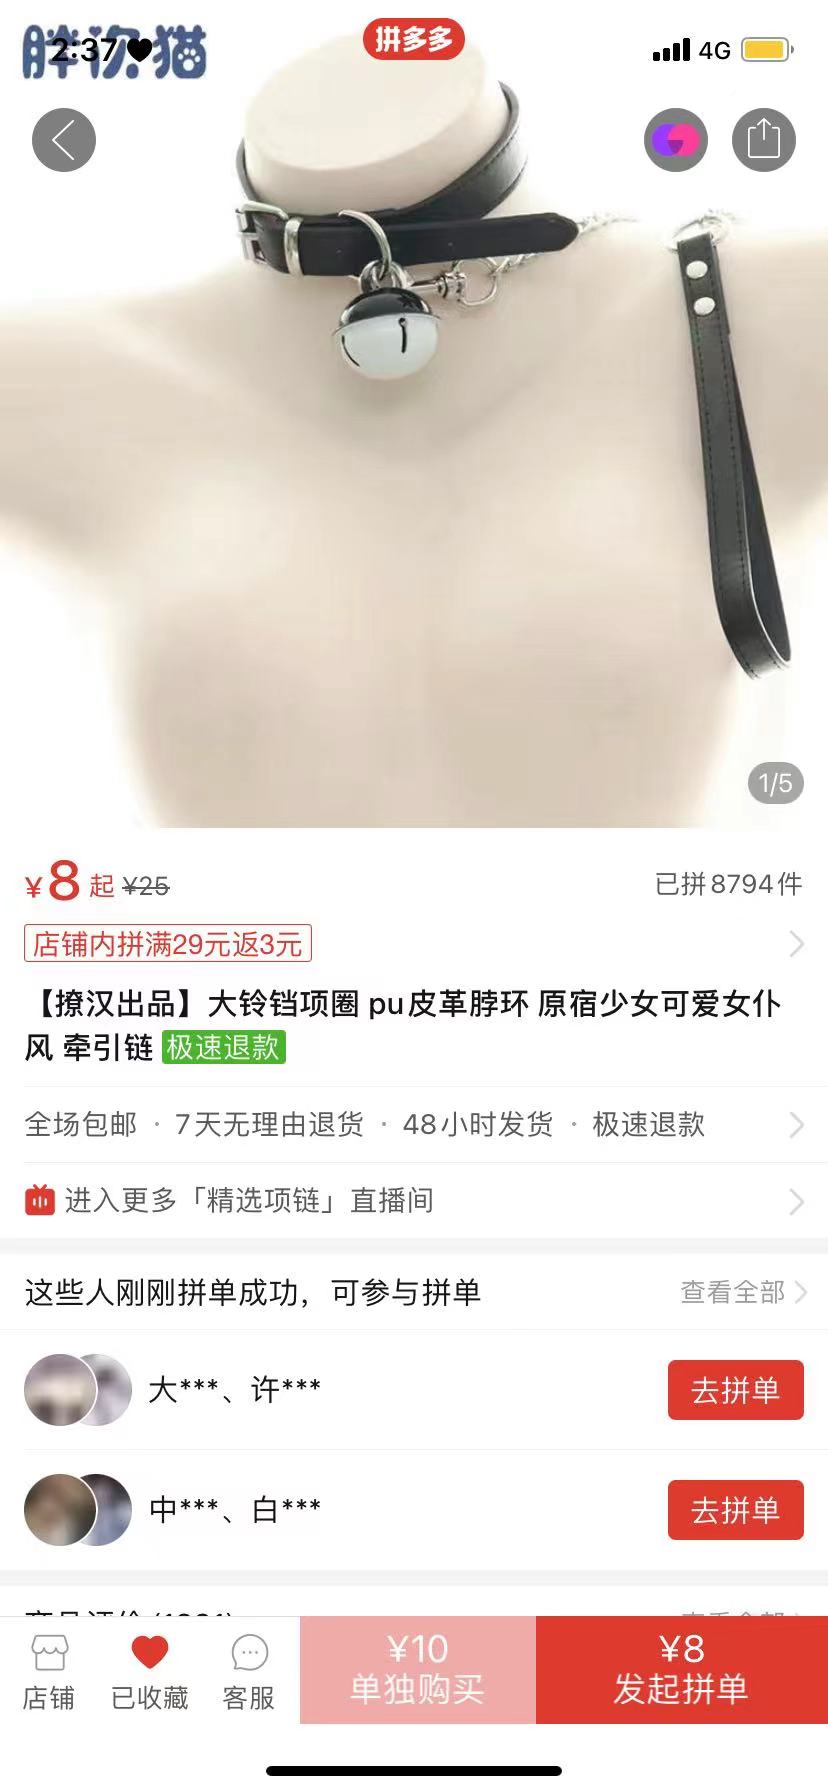 胖次猫
2:37
拼多多
4G
1/5
¥8起 ¥25
已拼8794件
店铺内拼满29元返3元
【撩汉出品】大铃铛项圈 pu皮革脖环 原宿少女可爱女仆
风 牵引链 极速退款
全场包邮 · 7天无理由退货 · 48小时发货 · 极速退款
进入更多「精选项链」直播间
这些人刚刚拼单成功，可参与拼单
查看全部
大***、许***
去拼单
中***、白***
去拼单
店铺
已收藏
客服
¥10
单独购买
¥8
发起拼单